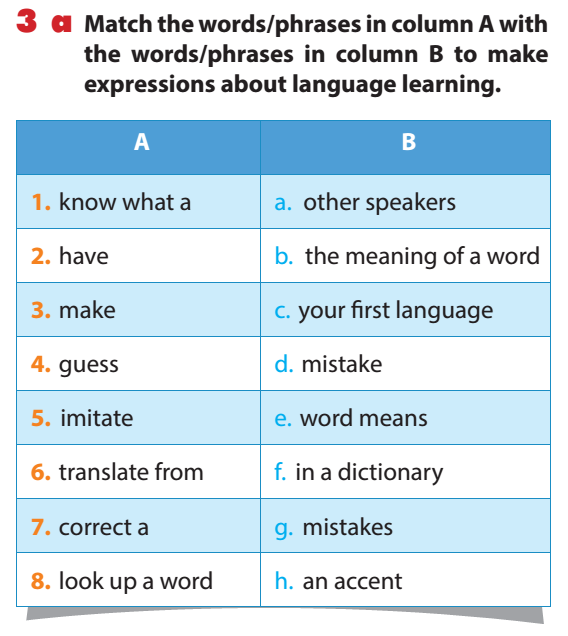 3 a Match the words/phrases in column A with
the words/phrases in column B to make
expressions about language learning.
A B
1. know what a a. other speakers
2. have b. the meaning of a word
3. make c. your first language
4. guess d. mistake
5. imitate e. word means
6. translate from f. in a dictionary
7. correct a g. mistakes
8. look up a word h. an accent